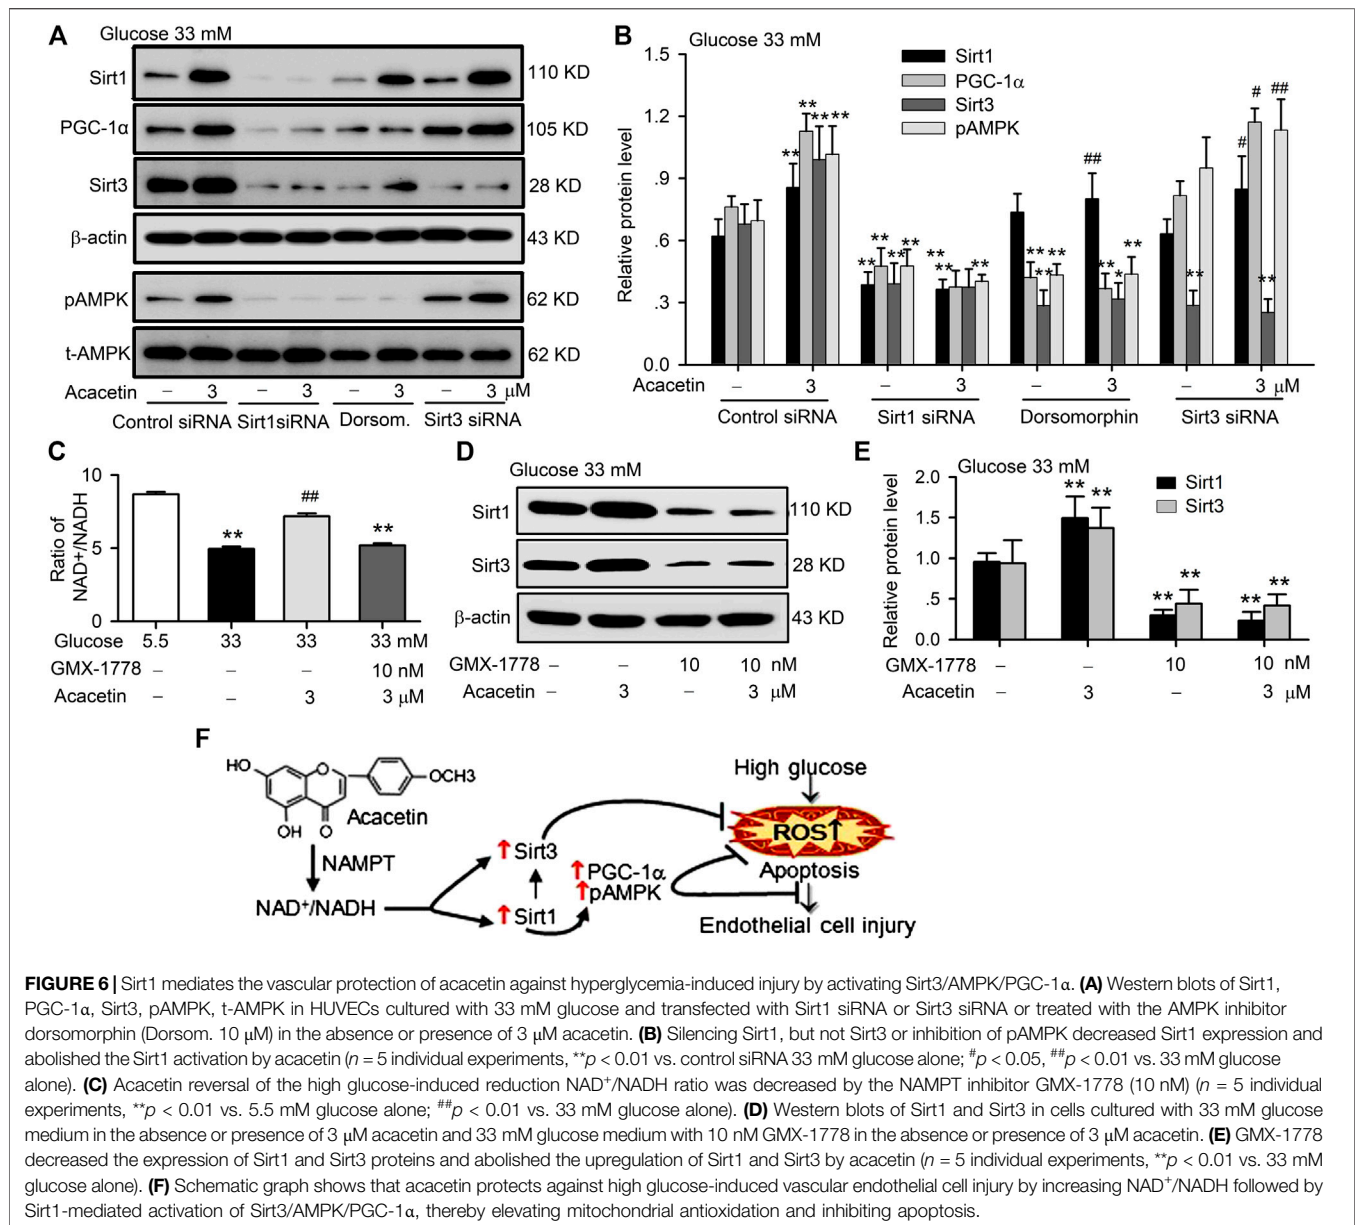 A
Glucose 33 mM
Sirt1
110 KD
PGC-1α
105 KD
Sirt3
28 KD
β-actin
43 KD
pAMPK
62 KD
t-AMPK
62 KD
Acacetin – 3 – 3 – 3 – 3 μM
Control siRNA Sirt1siRNA Dorsom. Sirt3 siRNA
B
Glucose 33 mM
Sirt1
PGC-1α
Sirt3
pAMPK
Relative protein level
1.5
1.2
.9
.6
.3
0.0
** ** ** **
** ** ** **
** ** **
** ** **
## ** * **
**
# # ##
**
Acacetin – 3 – 3 – 3 – 3 μM
Control siRNA Sirt1 siRNA Dorsomorphin Sirt3 siRNA
C
Ratio of
NAD+/NADH
10
5
0
** ## **
Glucose 5.5 33 33 33 mM
GMX-1778 – – – 10 nM
Acacetin – – 3 3 μM
D
Glucose 33 mM
Sirt1
110 KD
Sirt3
28 KD
β-actin
43 KD
GMX-1778 – – 10 10 nM
Acacetin – 3 – 3 μM
E
Glucose 33 mM
Sirt1
Sirt3
Relative protein level
2.0
1.5
1.0
.5
0.0
** **
** **
** **
GMX-1778 – – 10 10 nM
Acacetin – 3 – 3 μM
F
HO
O
OCH3
OH
O
Acacetin
NAMPT
NAD+/NADH
Sirt3
Sirt1
PGC-1α
pAMPK
High glucose
ROS
Apoptosis
Endothelial cell injury
FIGURE 6 | Sirt1 mediates the vascular protection of acacetin against hyperglycemia-induced injury by activating Sirt3/AMPK/PGC-1α. (A) Western blots of Sirt1,
PGC-1α, Sirt3, pAMPK, t-AMPK in HUVECs cultured with 33 mM glucose and transfected with Sirt1 siRNA or Sirt3 siRNA or treated with the AMPK inhibitor
dorsomorphin (Dorsom. 10 μM) in the absence or presence of 3 μM acacetin. (B) Silencing Sirt1, but not Sirt3 or inhibition of pAMPK decreased Sirt1 expression and
abolished the Sirt1 activation by acacetin (n = 5 individual experiments, **p < 0.01 vs. control siRNA 33 mM glucose alone; #p < 0.05, ##p < 0.01 vs. 33 mM glucose
alone). (C) Acacetin reversal of the high glucose-induced reduction NAD+/NADH ratio was decreased by the NAMPT inhibitor GMX-1778 (10 nM) (n = 5 individual
experiments, **p < 0.01 vs. 5.5 mM glucose alone; ##p < 0.01 vs. 33 mM glucose alone). (D) Western blots of Sirt1 and Sirt3 in cells cultured with 33 mM glucose
medium in the absence or presence of 3 μM acacetin and 33 mM glucose medium with 10 nM GMX-1778 in the absence or presence of 3 μM acacetin. (E) GMX-1778
decreased the expression of Sirt1 and Sirt3 proteins and abolished the upregulation of Sirt1 and Sirt3 by acacetin (n = 5 individual experiments, **p < 0.01 vs. 33 mM
glucose alone). (F) Schematic graph shows that acacetin protects against high glucose-induced vascular endothelial cell injury by increasing NAD+/NADH followed by
Sirt1-mediated activation of Sirt3/AMPK/PGC-1α, thereby elevating mitochondrial antioxidation and inhibiting apoptosis.